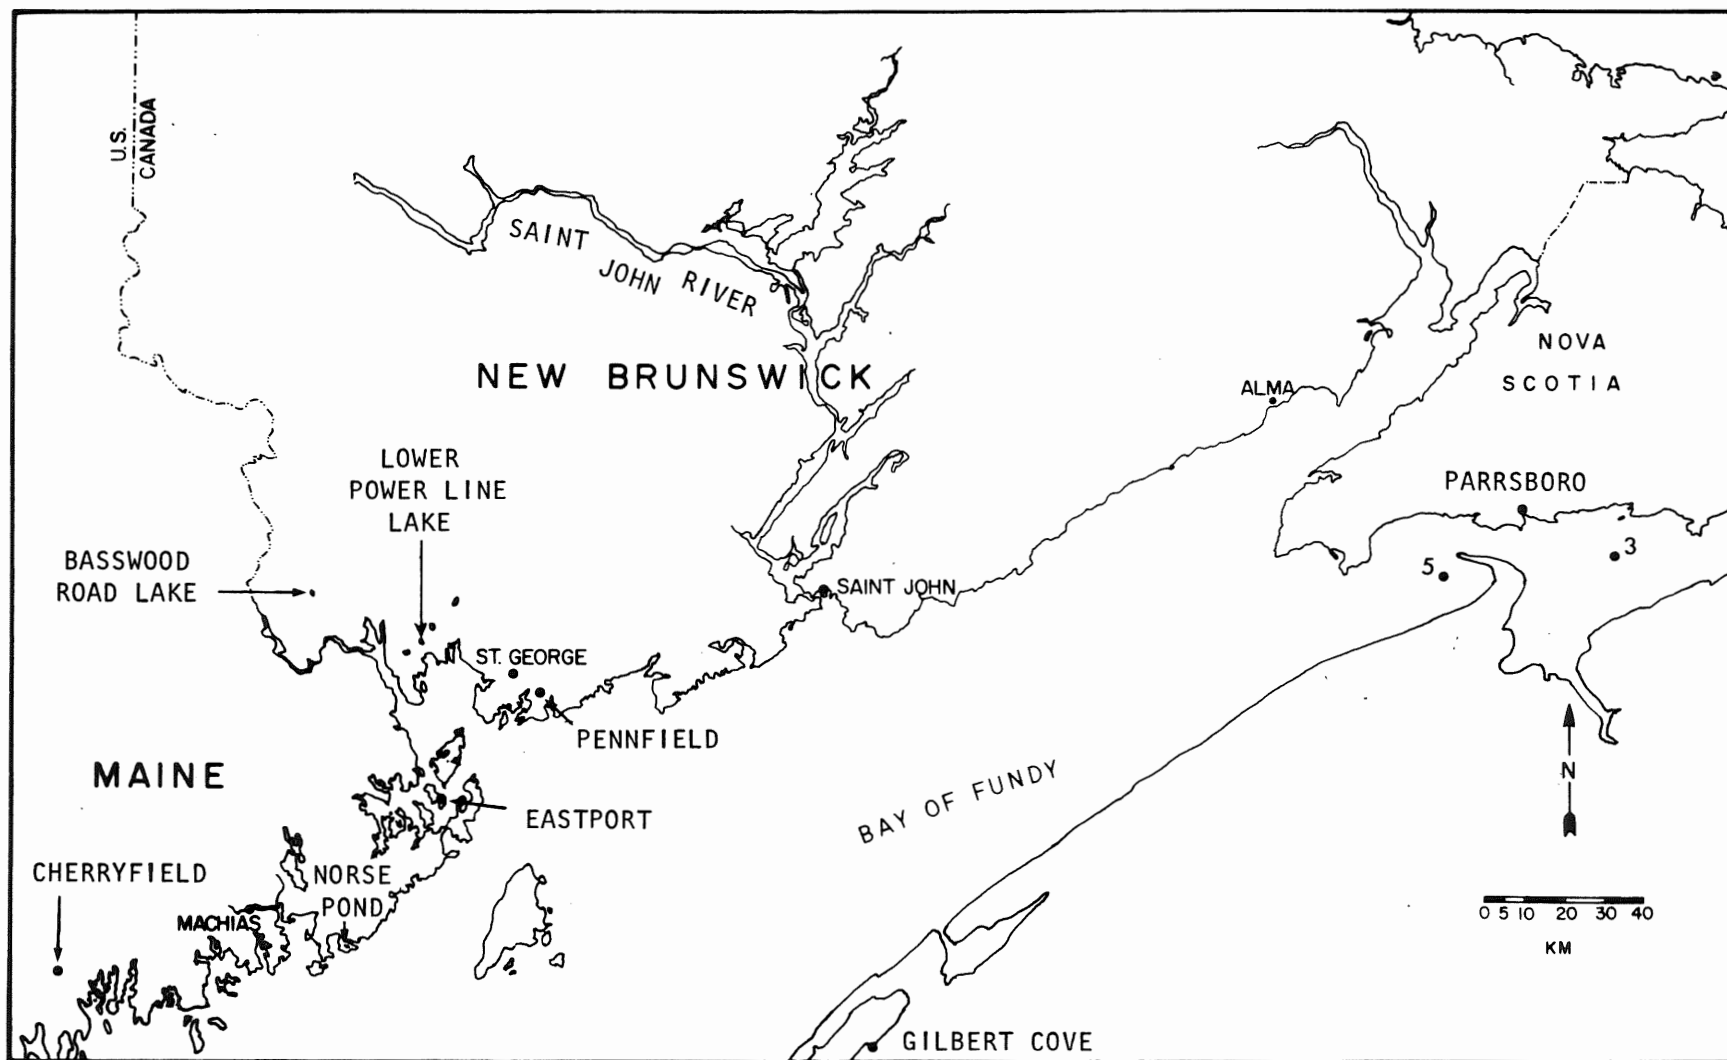 U.S.
CANADA
SAINT
JOHN RIVER
NEW BRUNSWICK
NOVA
SCOTIA
ALMA
LOWER
POWER LINE
LAKE
PARRSBORO
3
5
BASSWOOD
ROAD LAKE
SAINT JOHN
ST. GEORGE
PENNFIELD
MAINE
N
BAY OF FUNDY
EASTPORT
CHERRYFIELD
NORSE
POND
MACHIAS
0 5 10 20 30 40
KM
GILBERT COVE